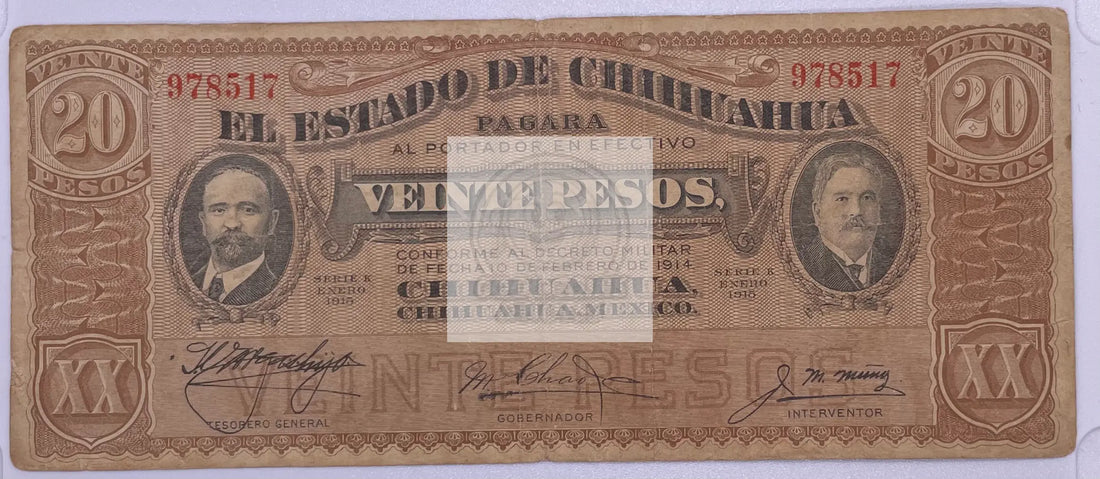 VEINTE 20 PESOS
978517
978517
VEINTE 20 PESOS
EL ESTADO DE CHIHUAHUA
PAGARA
AL PORTADOR EN EFECTIVO
VEINTE PESOS,
CONFORME AL DECRETO MILITAR
DE FECHA 10 DE FEBRERO DE 1914
SERIE K
ENERO
1915
SERIE K
ENERO
1915
CHIHUAHUA,
CHIHUAHUA, MEXICO.
XX
VEINTE PESOS
XX
TESORERO GENERAL
GOBERNADOR
INTERVENTOR